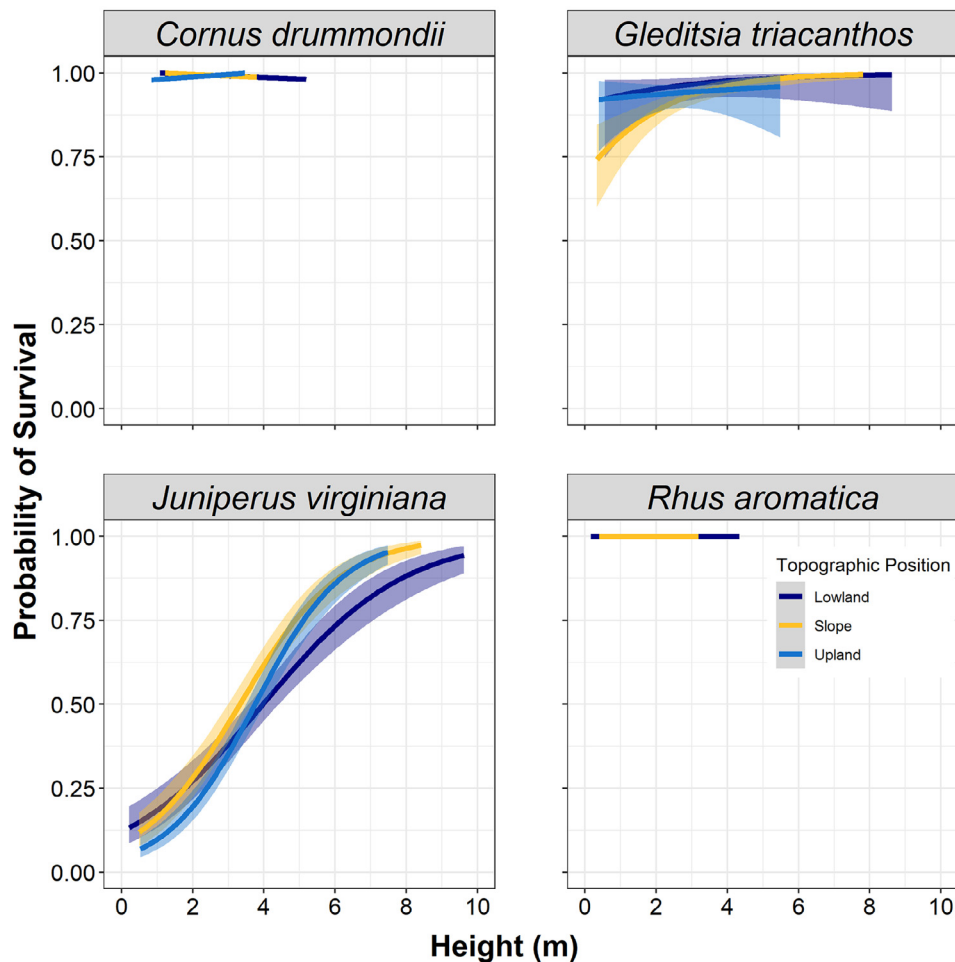 Cornus drummondii
Gleditsia triacanthos
1.00
0.75
0.50
0.25
0.00
Probability of Survival
Juniperus virginiana
Rhus aromatica
1.00
0.75
0.50
0.25
0.00
Topographic Position
Lowland
Slope
Upland
0 2 4 6 8 10
0 2 4 6 8 10
Height (m)